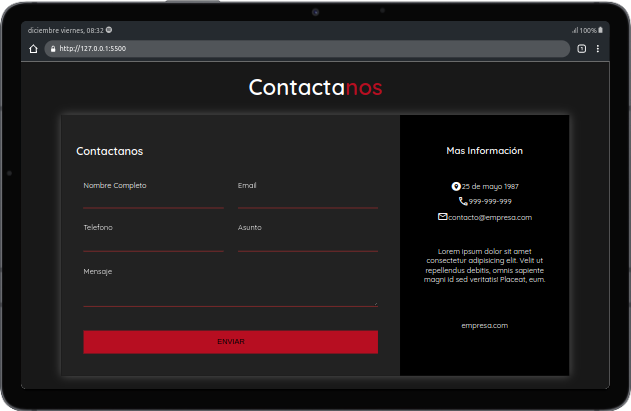 diciembre viernes, 08:32
100%
http://127.0.0.1:5500
1
Contactanos
Contactanos
Nombre Completo
Email
Telefono
Asunto
Mensaje
ENVIAR
Mas Información
25 de mayo 1987
999-999-999
contacto@empresa.com
Lorem ipsum dolor sit amet
consectetur adipisicing elit. Velit ut
repellendus debitis, omnis sapiente
magni id sed veritatis! Placeat, eum.
empresa.com